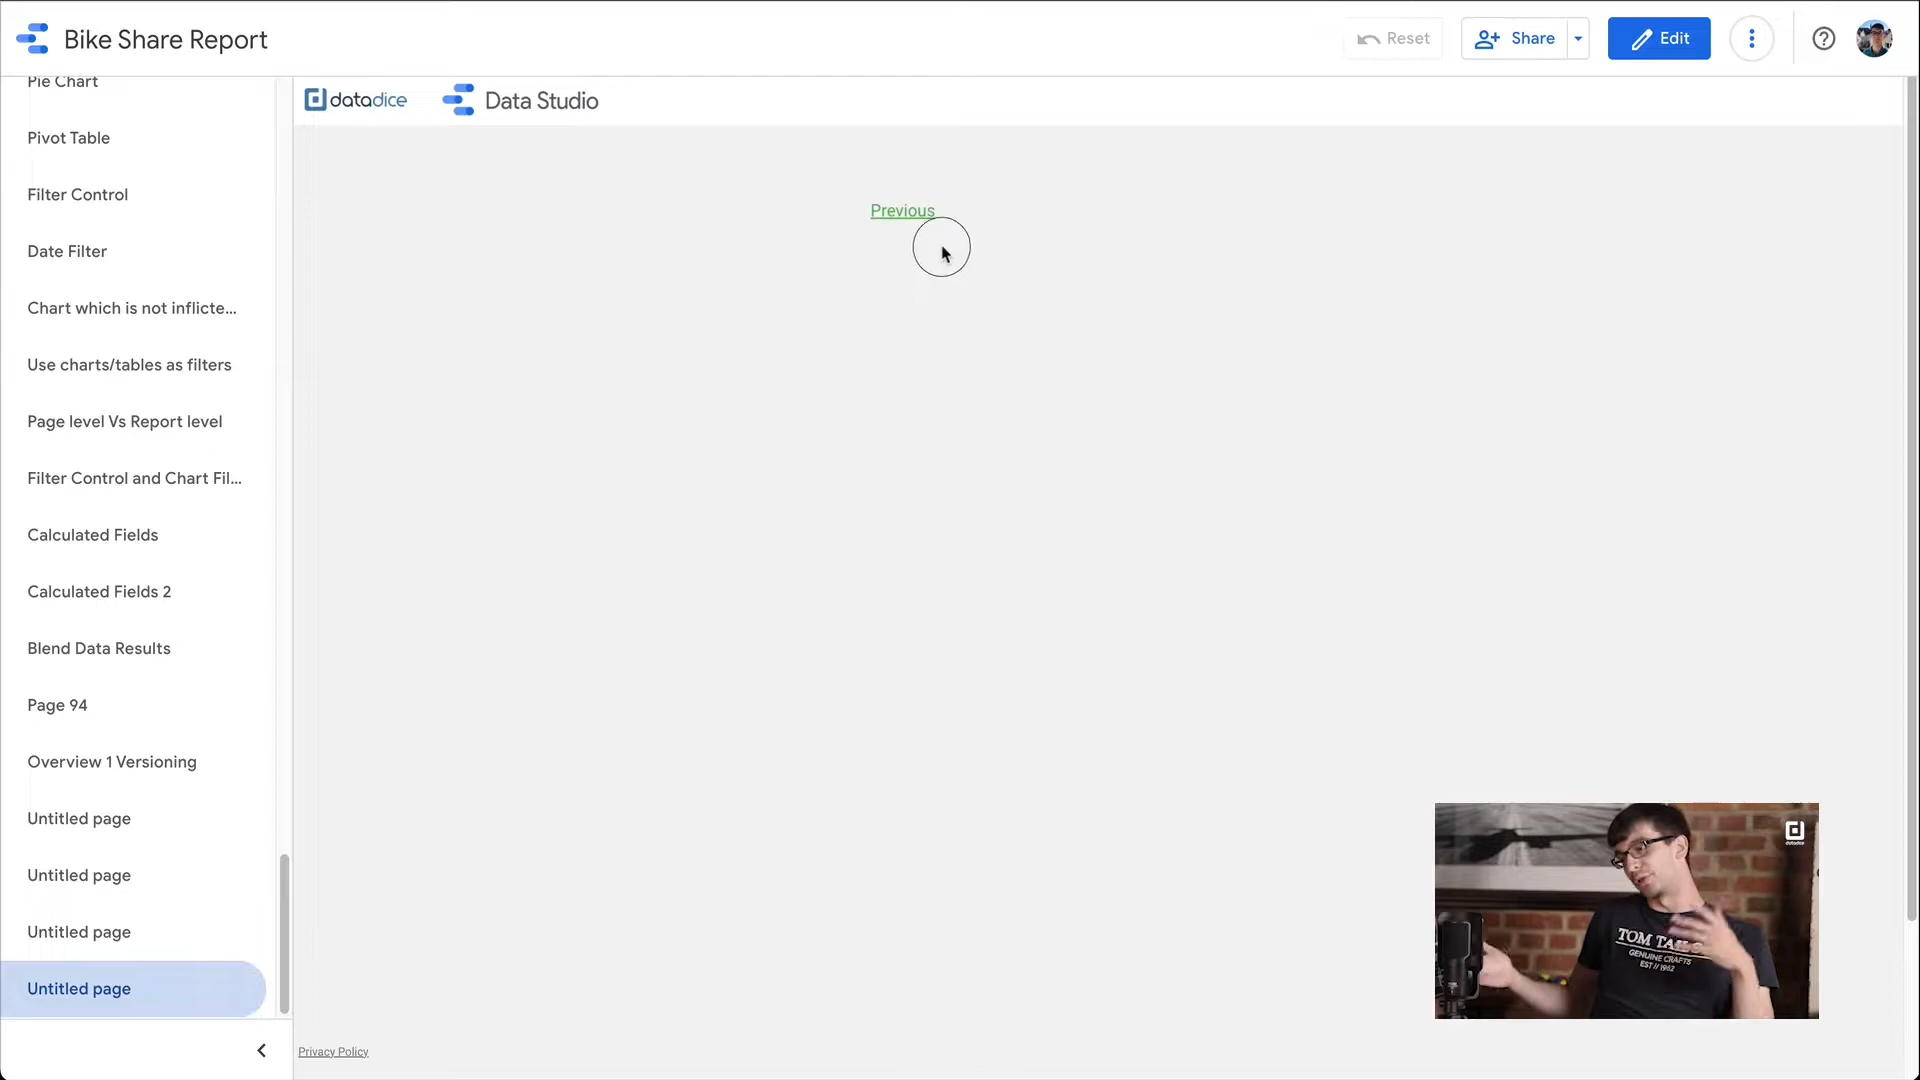 Bike Share Report
Reset
Share
Edit
Pie Chart
Pivot Table
Filter Control
Date Filter
Chart which is not inflicte...
Use charts/tables as filters
Page level Vs Report level
Filter Control and Chart Fil...
Calculated Fields
Calculated Fields 2
Blend Data Results
Page 94
Overview 1 Versioning
Untitled page
Untitled page
Untitled page
Untitled page
datadice
Data Studio
Previous
datadice
TOM TA
GENUINE CRAFTS
EST // 1962
Privacy Policy